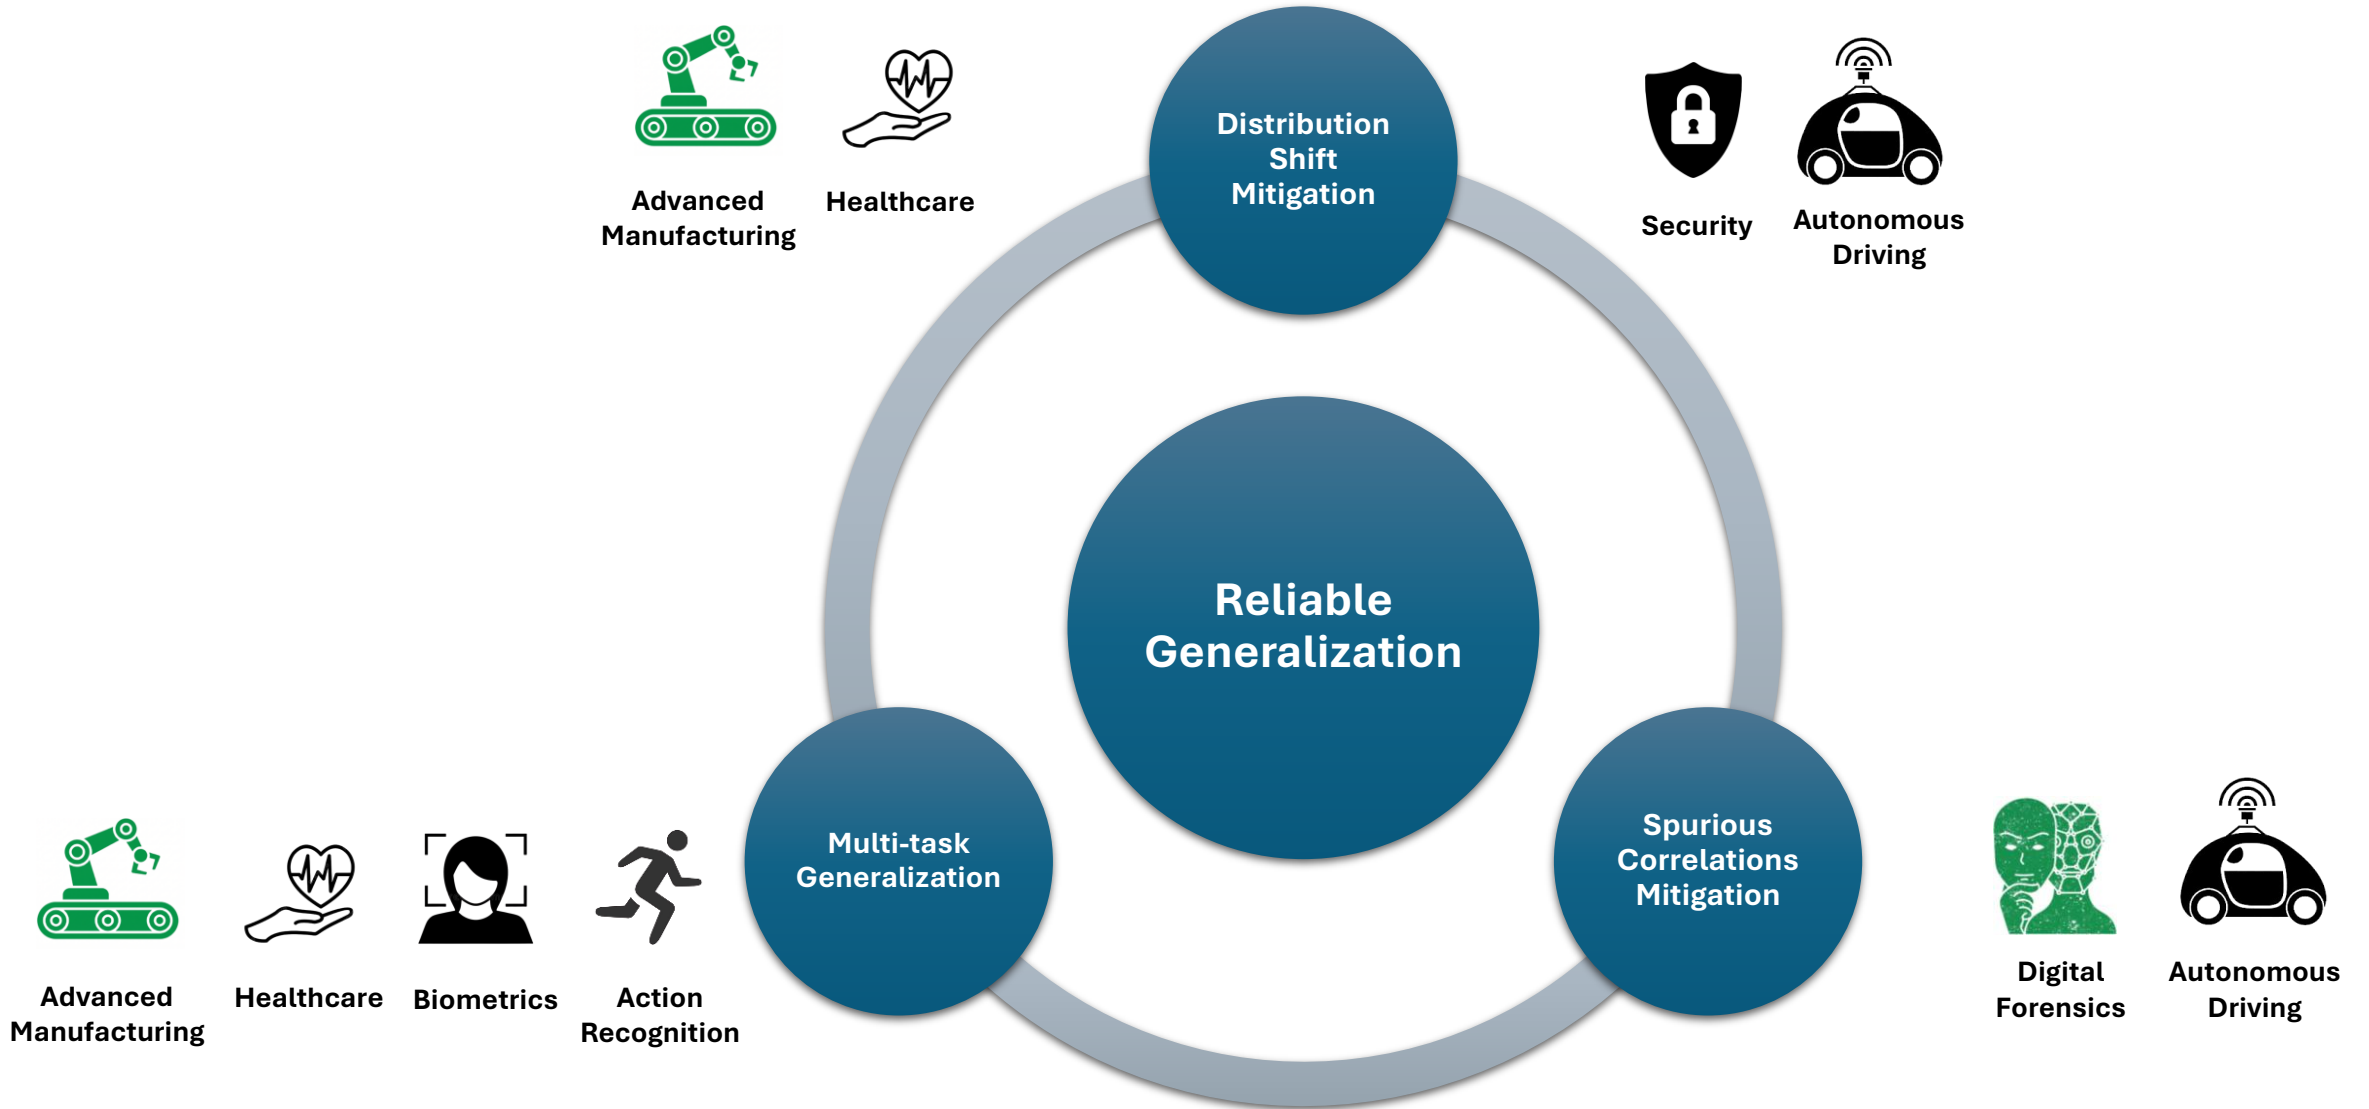 Distribution
Shift
Mitigation
Advanced
Manufacturing
Healthcare
Security
Autonomous
Driving
Reliable
Generalization
Multi-task
Generalization
Spurious
Correlations
Mitigation
Advanced
Manufacturing
Healthcare
Biometrics
Action
Recognition
Digital
Forensics
Autonomous
Driving